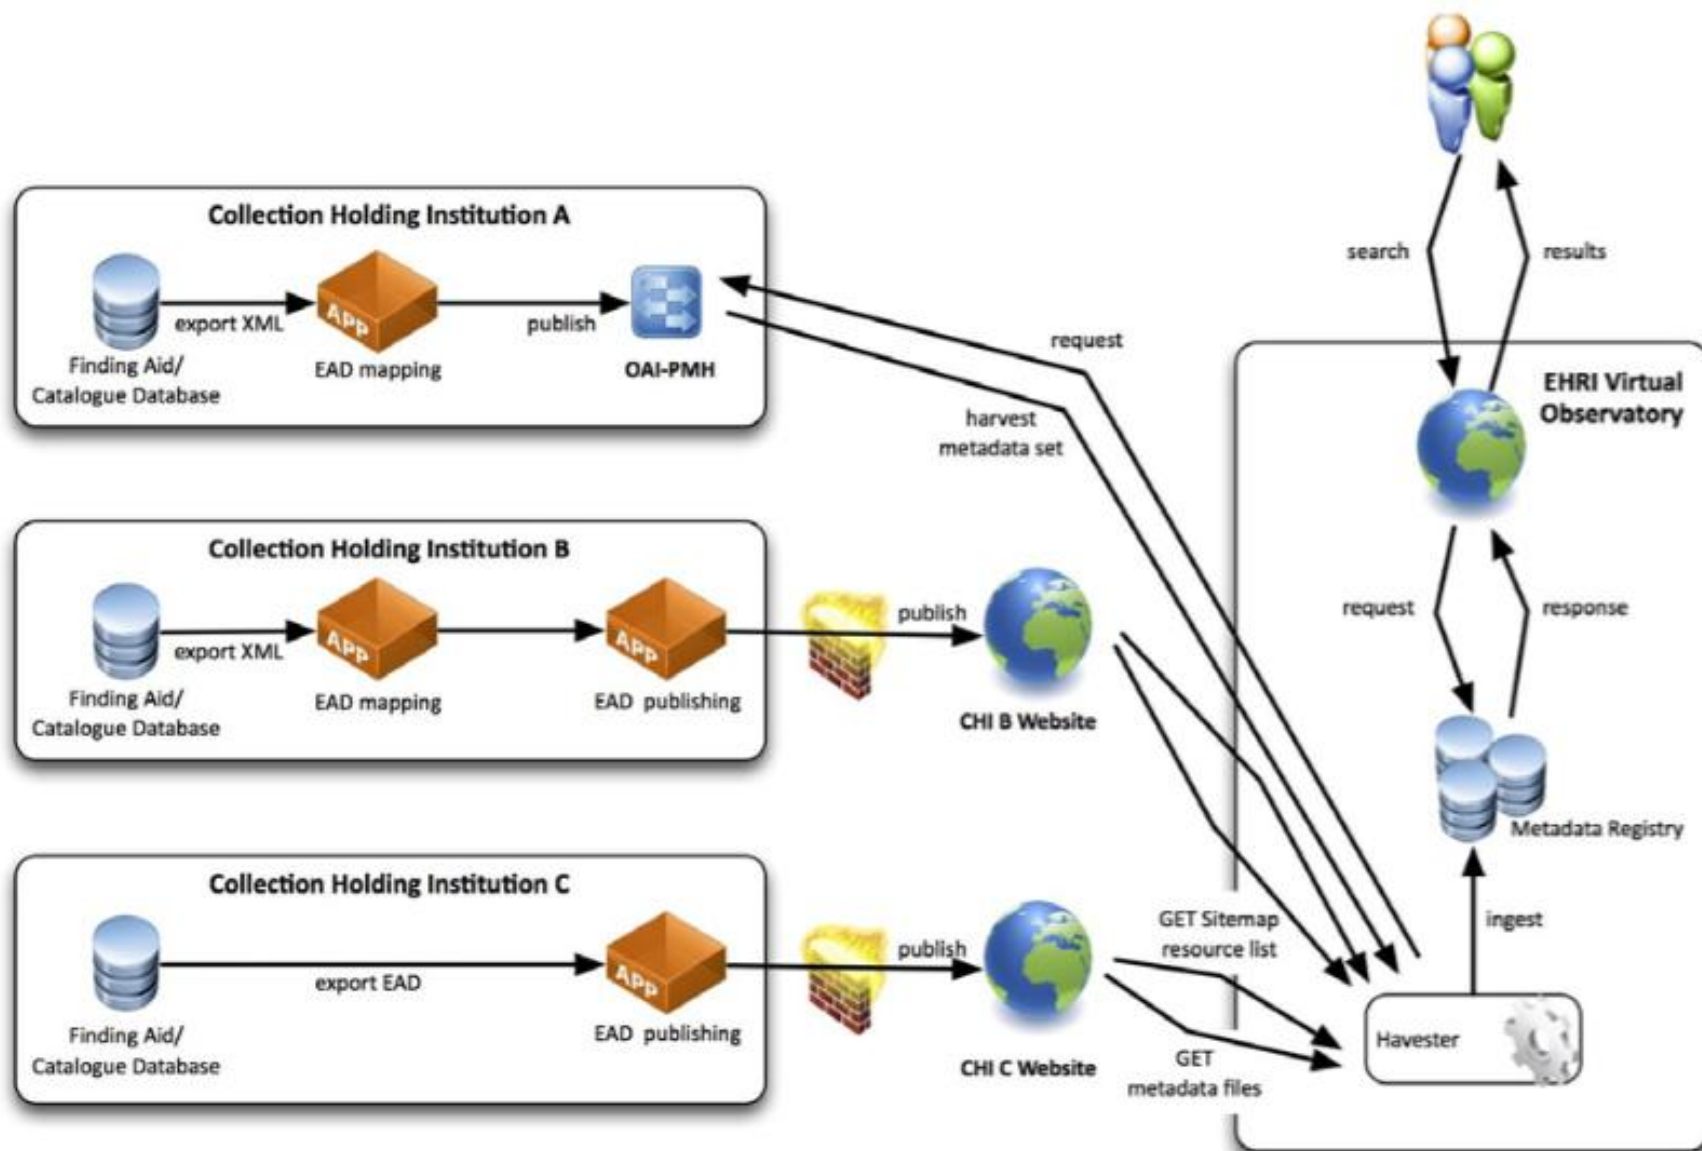 Collection Holding Institution A
APP
export XML
publish
Finding Aid/
Catalogue Database
EAD mapping
OAI-PMH
request
harvest
metadata set
search
results
EHRI Virtual
Observatory
Collection Holding Institution B
APP
APP
export XML
publish
Finding Aid/
Catalogue Database
EAD mapping
EAD publishing
CHI B Website
request
response
Metadata Registry
Collection Holding Institution C
APP
export EAD
publish
Finding Aid/
Catalogue Database
EAD publishing
CHI C Website
GET Sitemap
resource list
GET
metadata files
ingest
Havester